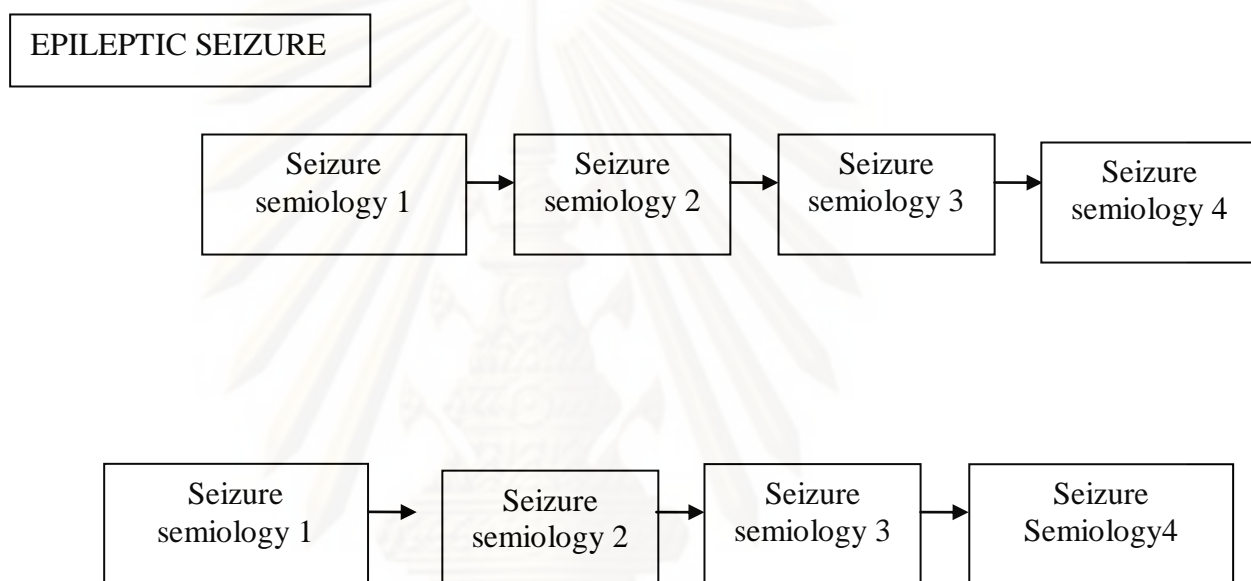 EPILEPTIC SEIZURE
Seizure
semiology 1
Seizure
semiology 2
Seizure
semiology 3
Seizure
semiology 4
Seizure
semiology 1
Seizure
semiology 2
Seizure
semiology 3
Seizure
Semiology4